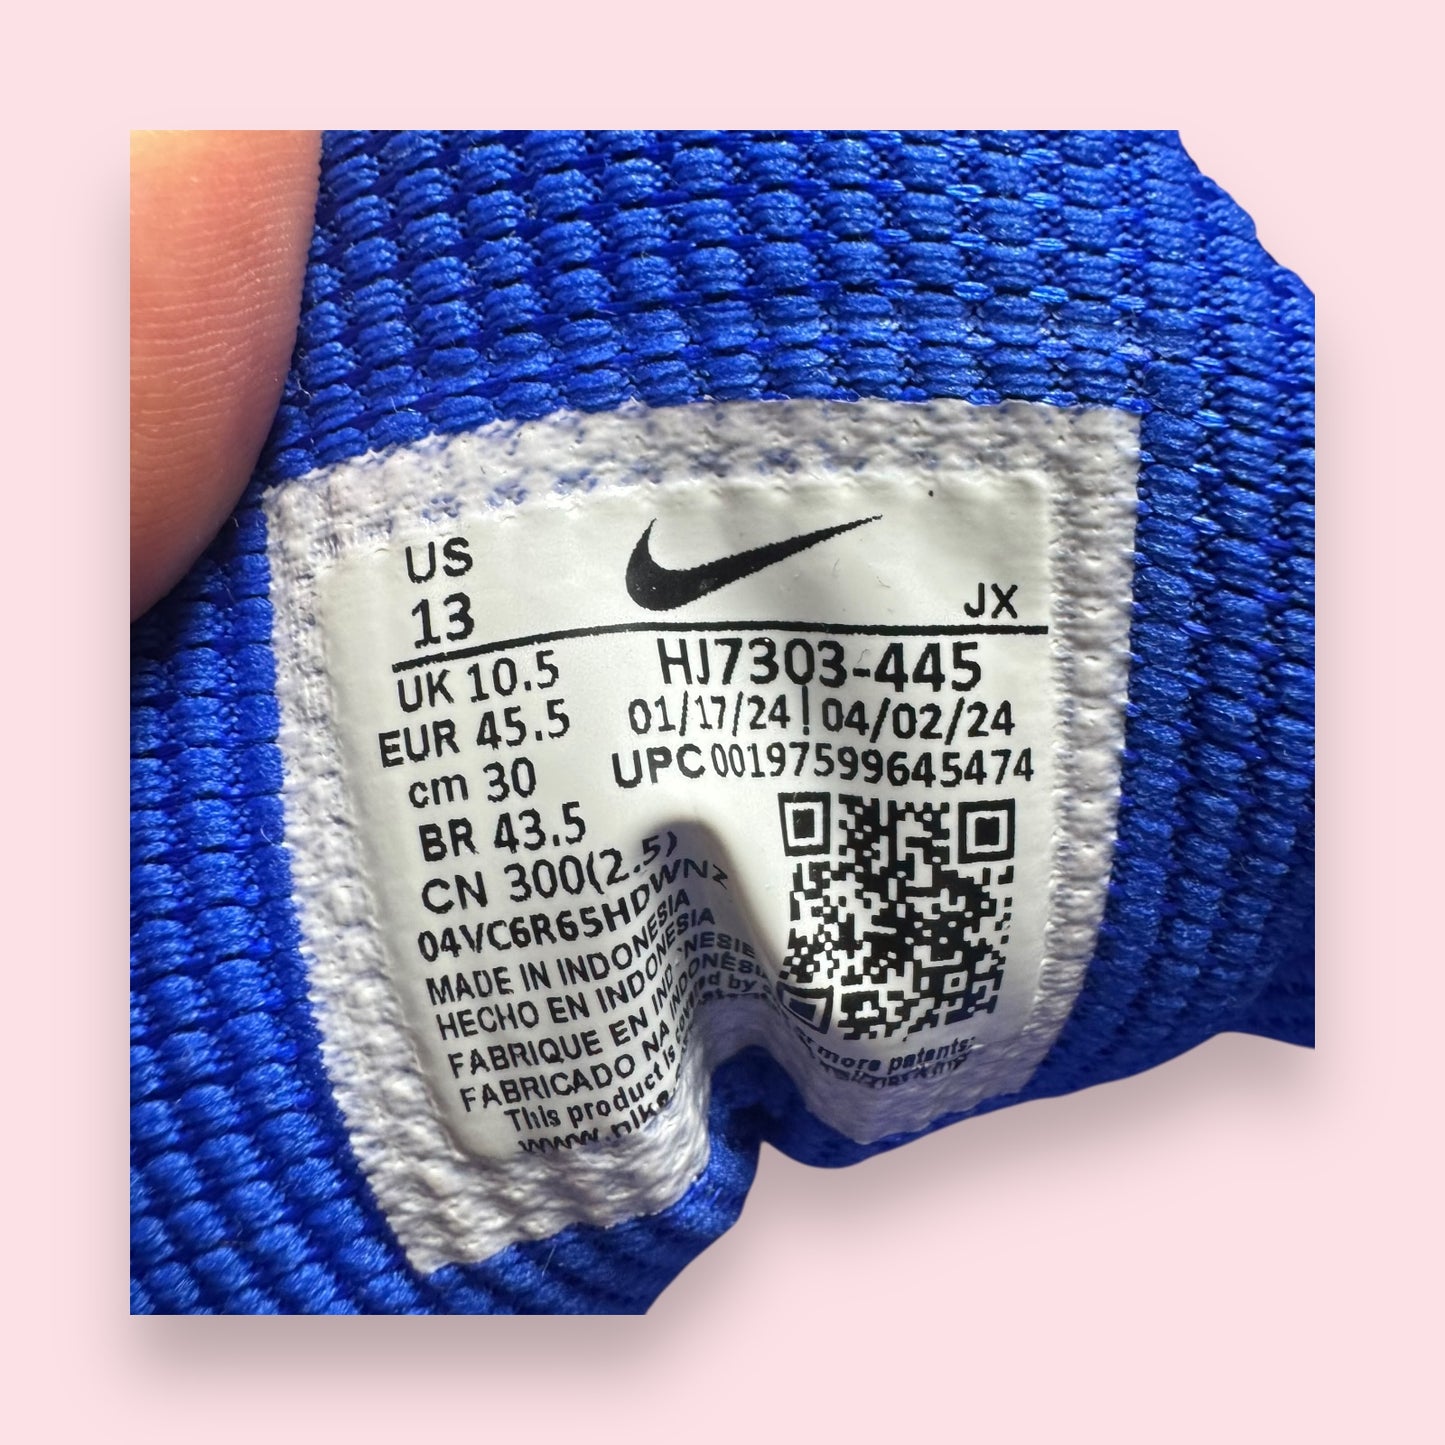 US
13
JX
UK 10.5
EUR 45.5
cm 30
BR 43.5
CN 300(2.5)
04VC6R65HDWNZ
MADE IN INDONESIA
HECHO EN INDONESIA
FABRIQUE EN
FABRICADO NA
This product is
HJ7303-445
01/17/24 | 04/02/24
UPC 00197599645474
more patents: